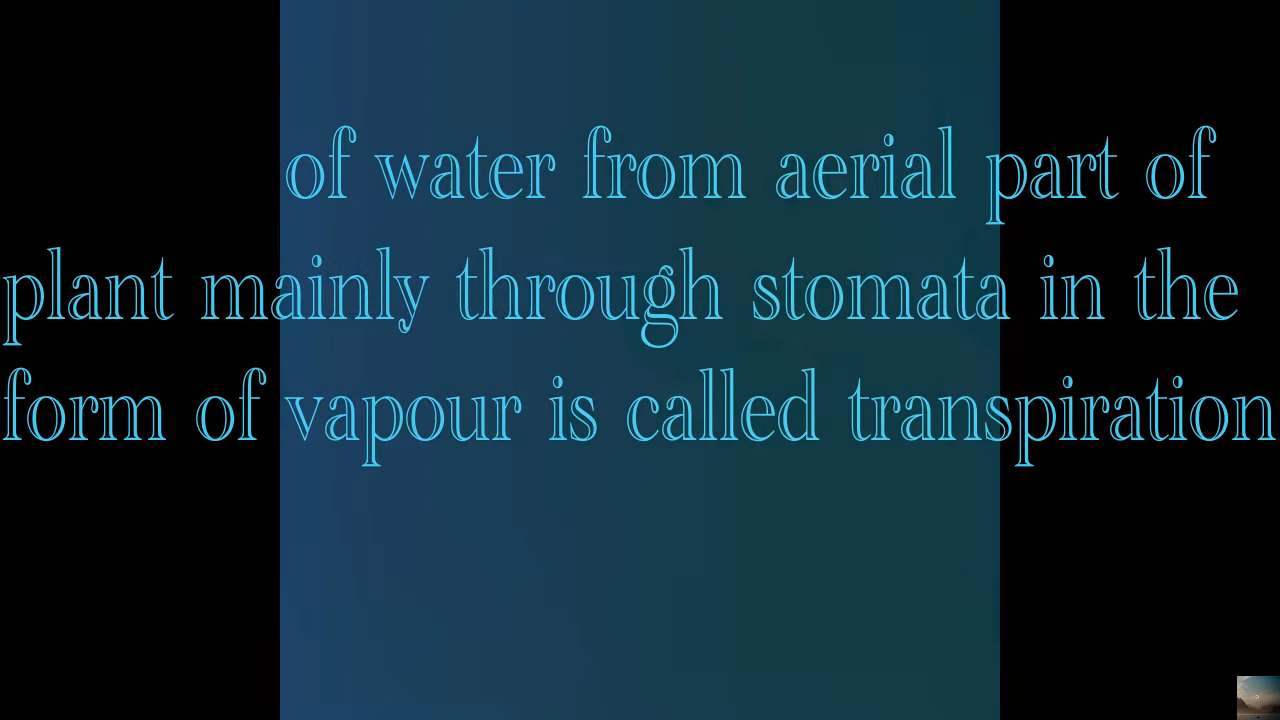 of water from aerial part of
plant mainly through stomata in the
form of vapour is called transpiration